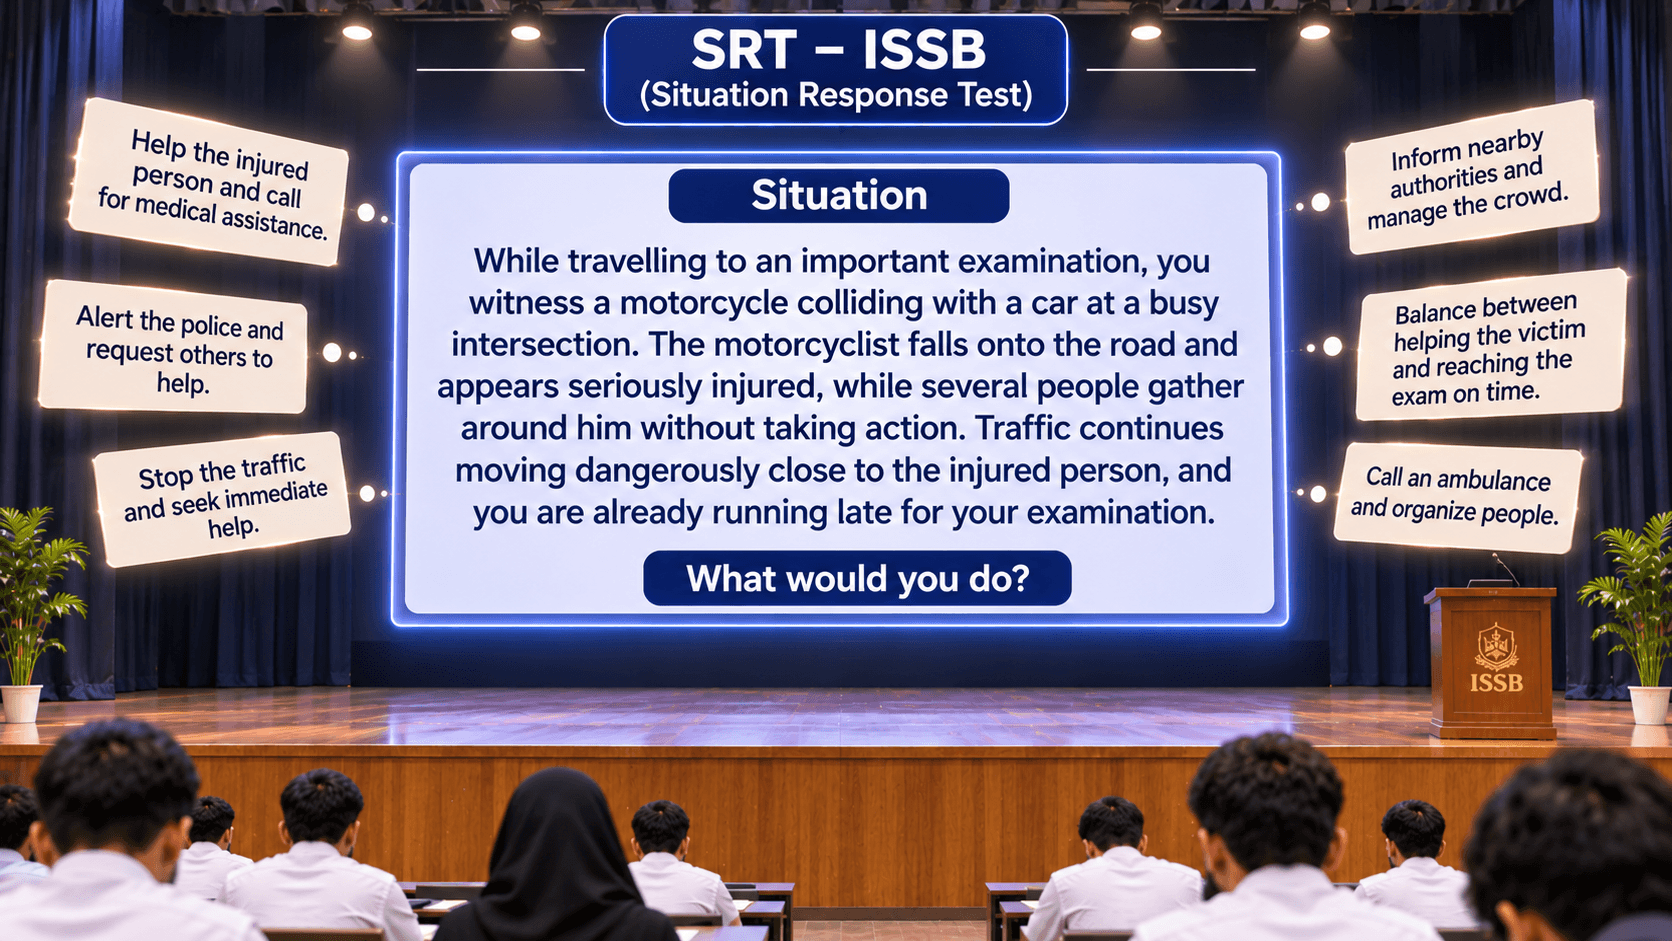 SRT – ISSB
(Situation Response Test)
Help the injured
person and call
for medical assistance.
Alert the police and
request others to
help.
Stop the traffic
and seek immediate
help.
Situation
While travelling to an important examination, you
witness a motorcycle colliding with a car at a busy
intersection. The motorcyclist falls onto the road and
appears seriously injured, while several people gather
around him without taking action. Traffic continues
moving dangerously close to the injured person, and
you are already running late for your examination.
What would you do?
Inform nearby
authorities and
manage the crowd.
Balance between
helping the victim
and reaching the
exam on time.
Call an ambulance
and organize people.
ISSB